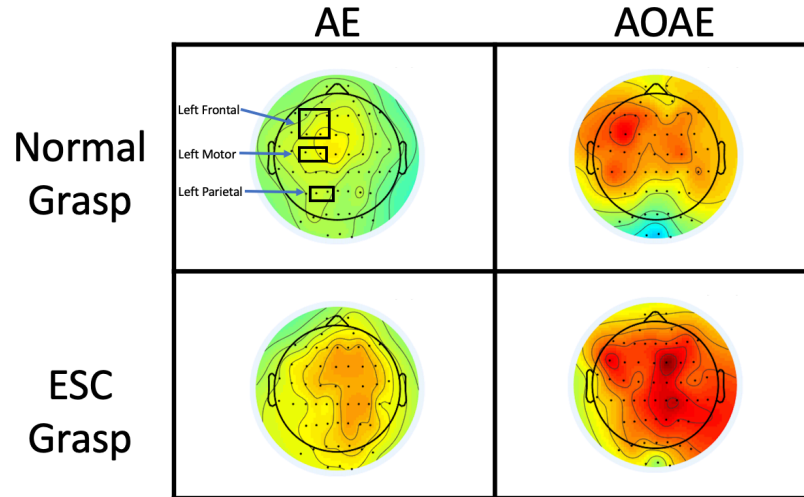 AE
AOAE
Normal
Grasp
Left Frontal
Left Motor
Left Parietal
ESC
Grasp